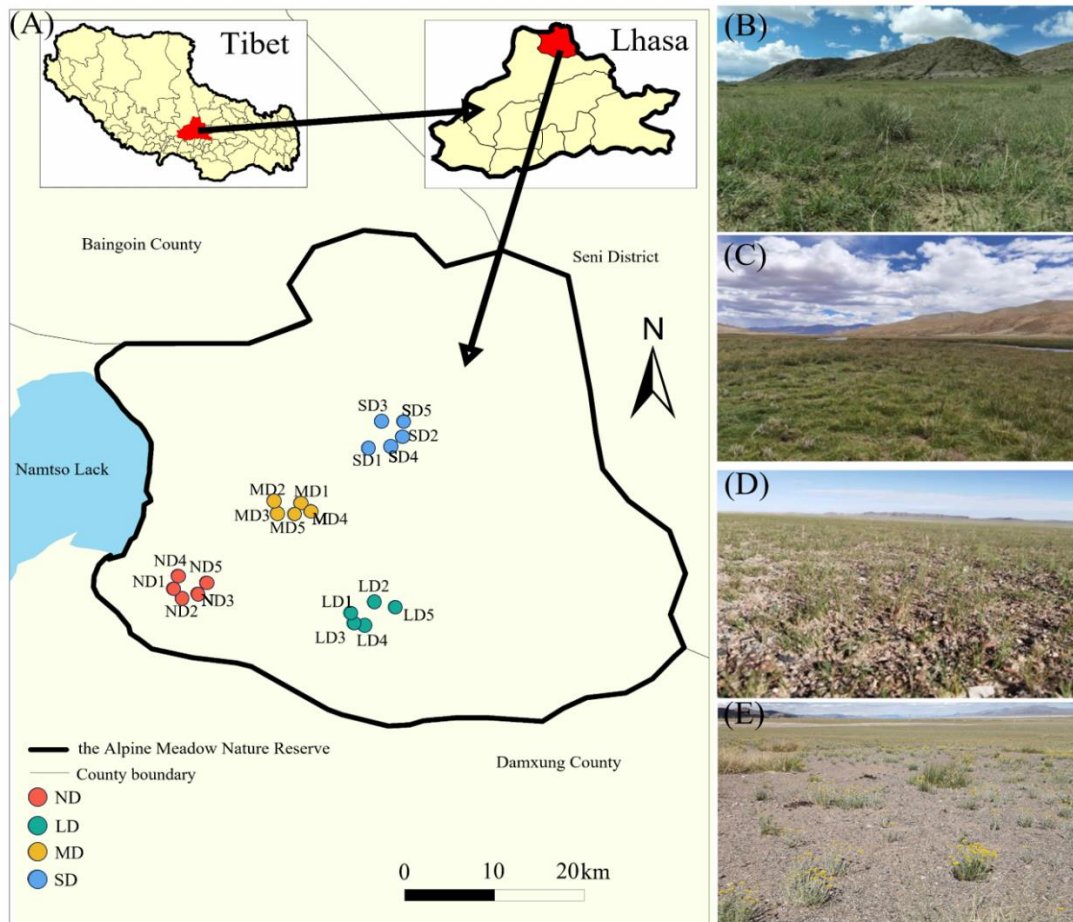 (A)
Tibet
Lhasa
Baingoin County
Seni District
N
SD3
SD5
SD2
SD1
SD4
Namtso Lack
MD2
MD1
MD3
MD5
MD4
ND4
ND5
ND1
ND3
ND2
LD2
LD1
LD5
LD3
LD4
the Alpine Meadow Nature Reserve
County boundary
Damxung County
ND
LD
MD
SD
0 10 20km
(B)
(C)
(D)
(E)